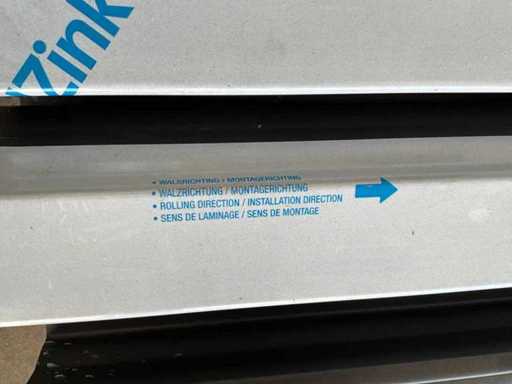 Zink
• WALSRICHTING / MONTAGERICHTING
• WALZRICHTUNG / MONTAGERICHTUNG
• ROLLING DIRECTION / INSTALLATION DIRECTION
• SENS DE LAMINAGE / SENS DE MONTAGE